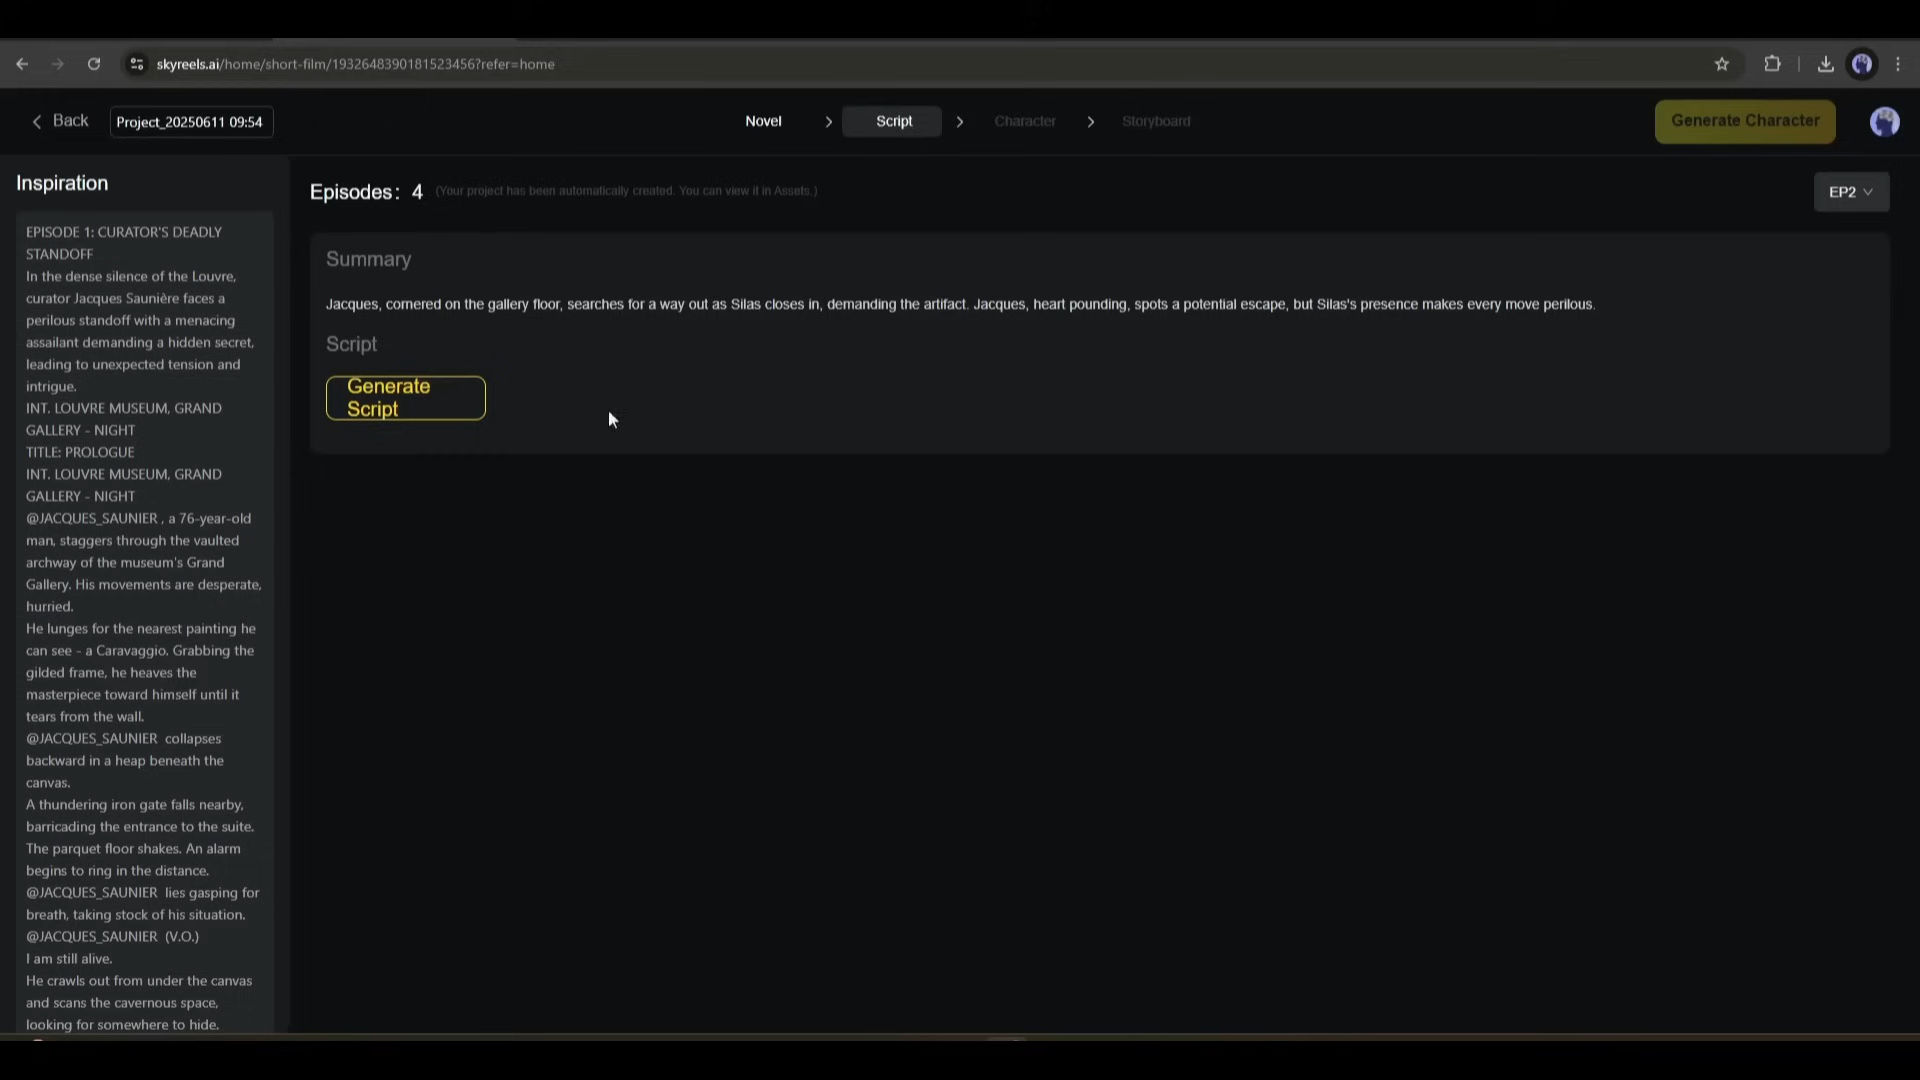 skyreels.ai/home/short-film/1932648390181523456?refer=home
Back
Project_20250611 09:54
Novel
Script
Character
Storyboard
Generate Character
Inspiration
EPISODE 1: CURATOR'S DEADLY
STANDOFF
In the dense silence of the Louvre,
curator Jacques Saunière faces a
perilous standoff with a menacing
assailant demanding a hidden secret,
leading to unexpected tension and
intrigue.
INT. LOUVRE MUSEUM, GRAND
GALLERY - NIGHT
TITLE: PROLOGUE
INT. LOUVRE MUSEUM, GRAND
GALLERY - NIGHT
@JACQUES_SAUNIER , a 76-year-old
man, staggers through the vaulted
archway of the museum's Grand
Gallery. His movements are desperate,
hurried.
He lunges for the nearest painting he
can see - a Caravaggio. Grabbing the
gilded frame, he heaves the
masterpiece toward himself until it
tears from the wall.
@JACQUES_SAUNIER collapses
backward in a heap beneath the
canvas.
A thundering iron gate falls nearby,
barricading the entrance to the suite.
The parquet floor shakes. An alarm
begins to ring in the distance.
@JACQUES_SAUNIER lies gasping for
breath, taking stock of his situation.
@JACQUES_SAUNIER (V.O.)
I am still alive.
He crawls out from under the canvas
and scans the cavernous space,
looking for somewhere to hide.
Episodes: 4 (Your project has been automatically created. You can view it in Assets.)
EP2
Summary
Jacques, cornered on the gallery floor, searches for a way out as Silas closes in, demanding the artifact. Jacques, heart pounding, spots a potential escape, but Silas's presence makes every move perilous.
Script
Generate
Script